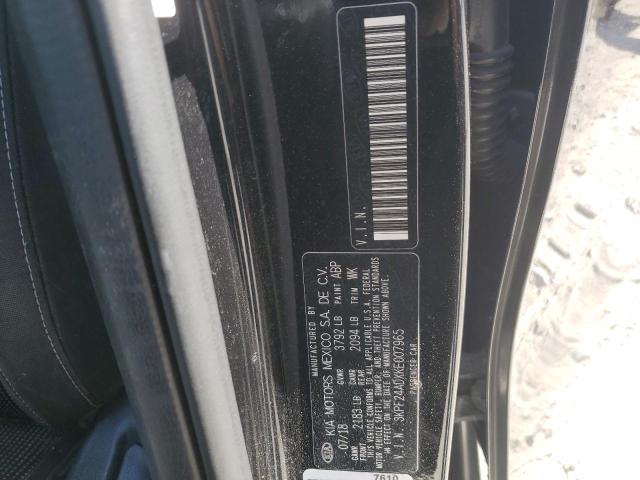 MANUFACTURED BY
KIA KIA MOTORS MEXICO S.A. DE C.V.
07/18 GVWR 3792 LB PAINT ABP
GAWR FRONT 2183 LB GAWR REAR 2094 LB TRIM WK
THIS VEHICLE CONFORMS TO ALL APPLICABLE U.S.A. FEDERAL
MOTOR VEHICLE SAFETY, BUMPER, AND THEFT PREVENTION STANDARDS
IN EFFECT ON THE DATE OF MANUFACTURE SHOWN ABOVE.
V.I.N. 3KPF24ADXKE007965
PASSENGER CAR
V.I.N.
7610